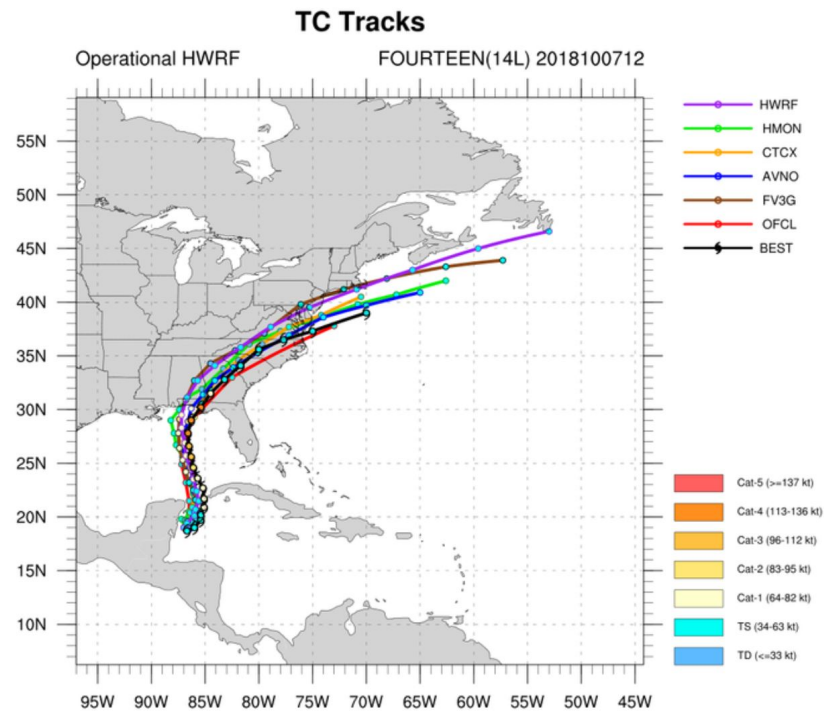 TC Tracks
Operational HWRF
FOURTEEN(14L) 2018100712
55N
50N
45N
40N
35N
30N
25N
20N
15N
10N
95W
90W
85W
80W
75W
70W
65W
60W
55W
50W
45W
HWRF
HMON
CTCX
AVNO
FV3G
OFCL
BEST
Cat-5 (>=137 kt)
Cat-4 (113-136 kt)
Cat-3 (96-112 kt)
Cat-2 (83-95 kt)
Cat-1 (64-82 kt)
TS (34-63 kt)
TD (<=33 kt)